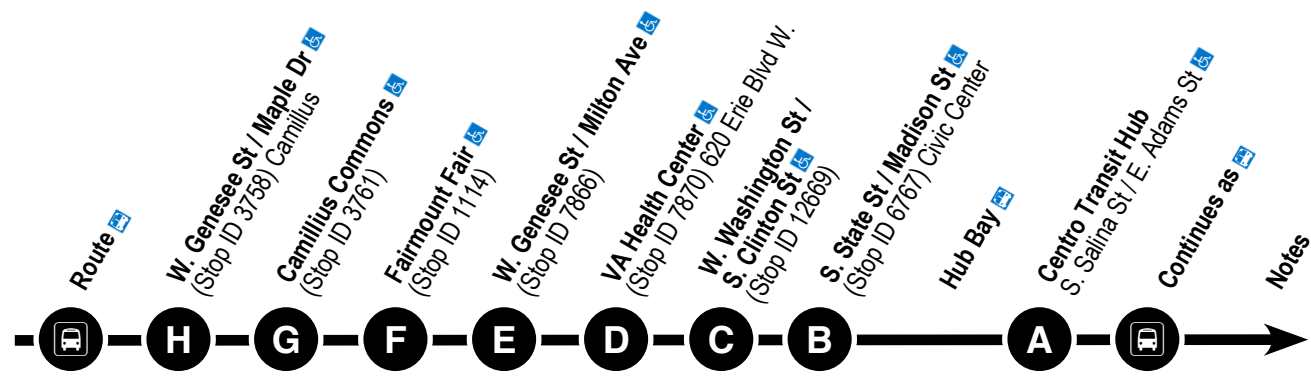 Route
W. Genesee St / Maple Dr
(Stop ID 3758) Camillus
Camillius Commons
(Stop ID 3761)
Fairmount Fair
(Stop ID 1114)
W. Genesee St / Milton Ave
(Stop ID 7866)
VA Health Center
(Stop ID 7870) 620 Erie Blvd W.
W. Washington St /
S. Clinton St
(Stop ID 12669)
S. State St / Madison St
(Stop ID 6767) Civic Center
Hub Bay
Centro Transit Hub
S. Salina St / E. Adams St
Continues as
Notes
H G F E D C B A